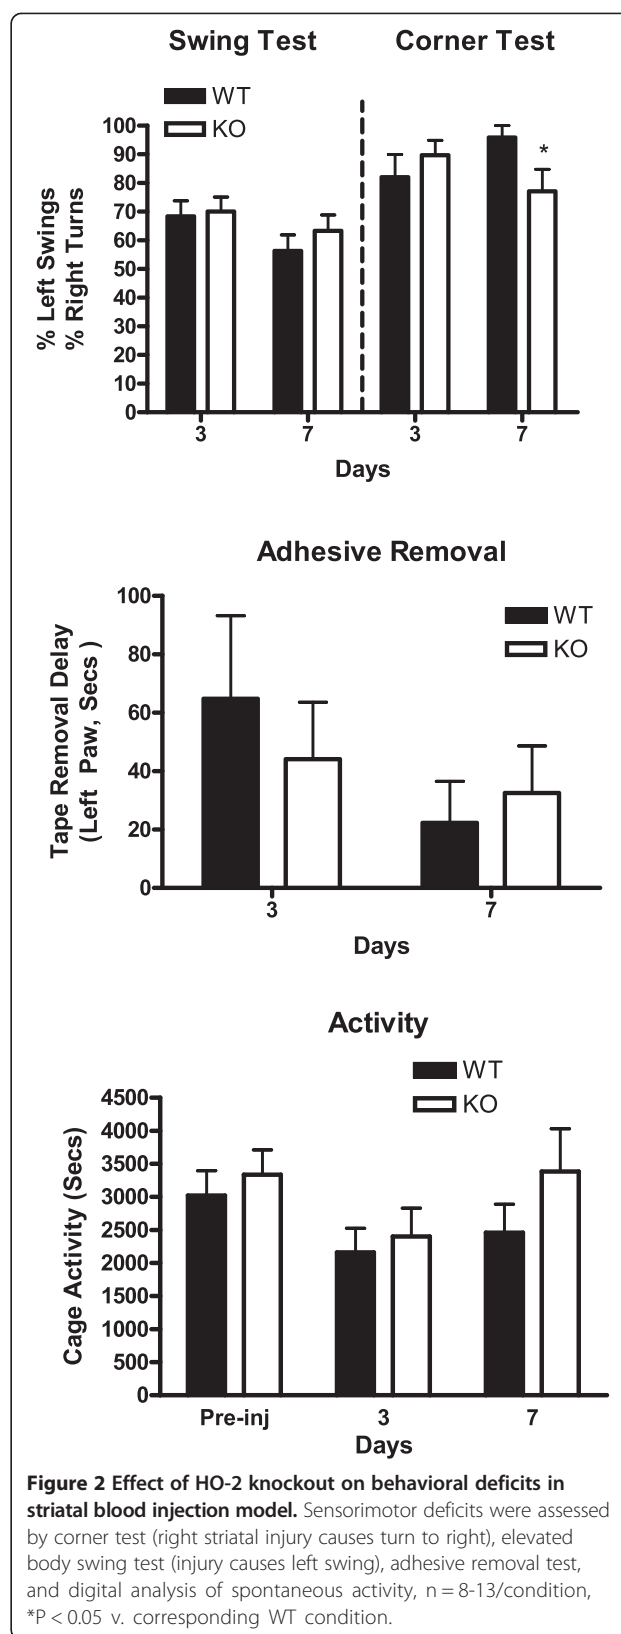 Swing Test Corner Test
WT
KO
100
90
80
70
60
50
40
30
20
10
0
% Left Swings
% Right Turns
*
3 7 3 7
Days
Adhesive Removal
WT
KO
100
80
60
40
20
0
Tape Removal Delay
(Left Paw, Secs )
3 7
Days
Activity
WT
KO
4500
4000
3500
3000
2500
2000
1500
1000
500
0
Cage Activity (Secs)
Pre-inj 3 7
Days
Figure 2 Effect of HO-2 knockout on behavioral deficits in
striatal blood injection model. Sensorimotor deficits were assessed
by corner test (right striatal injury causes turn to right), elevated
body swing test (injury causes left swing), adhesive removal test,
and digital analysis of spontaneous activity, n = 8-13/condition,
*P < 0.05 v. corresponding WT condition.